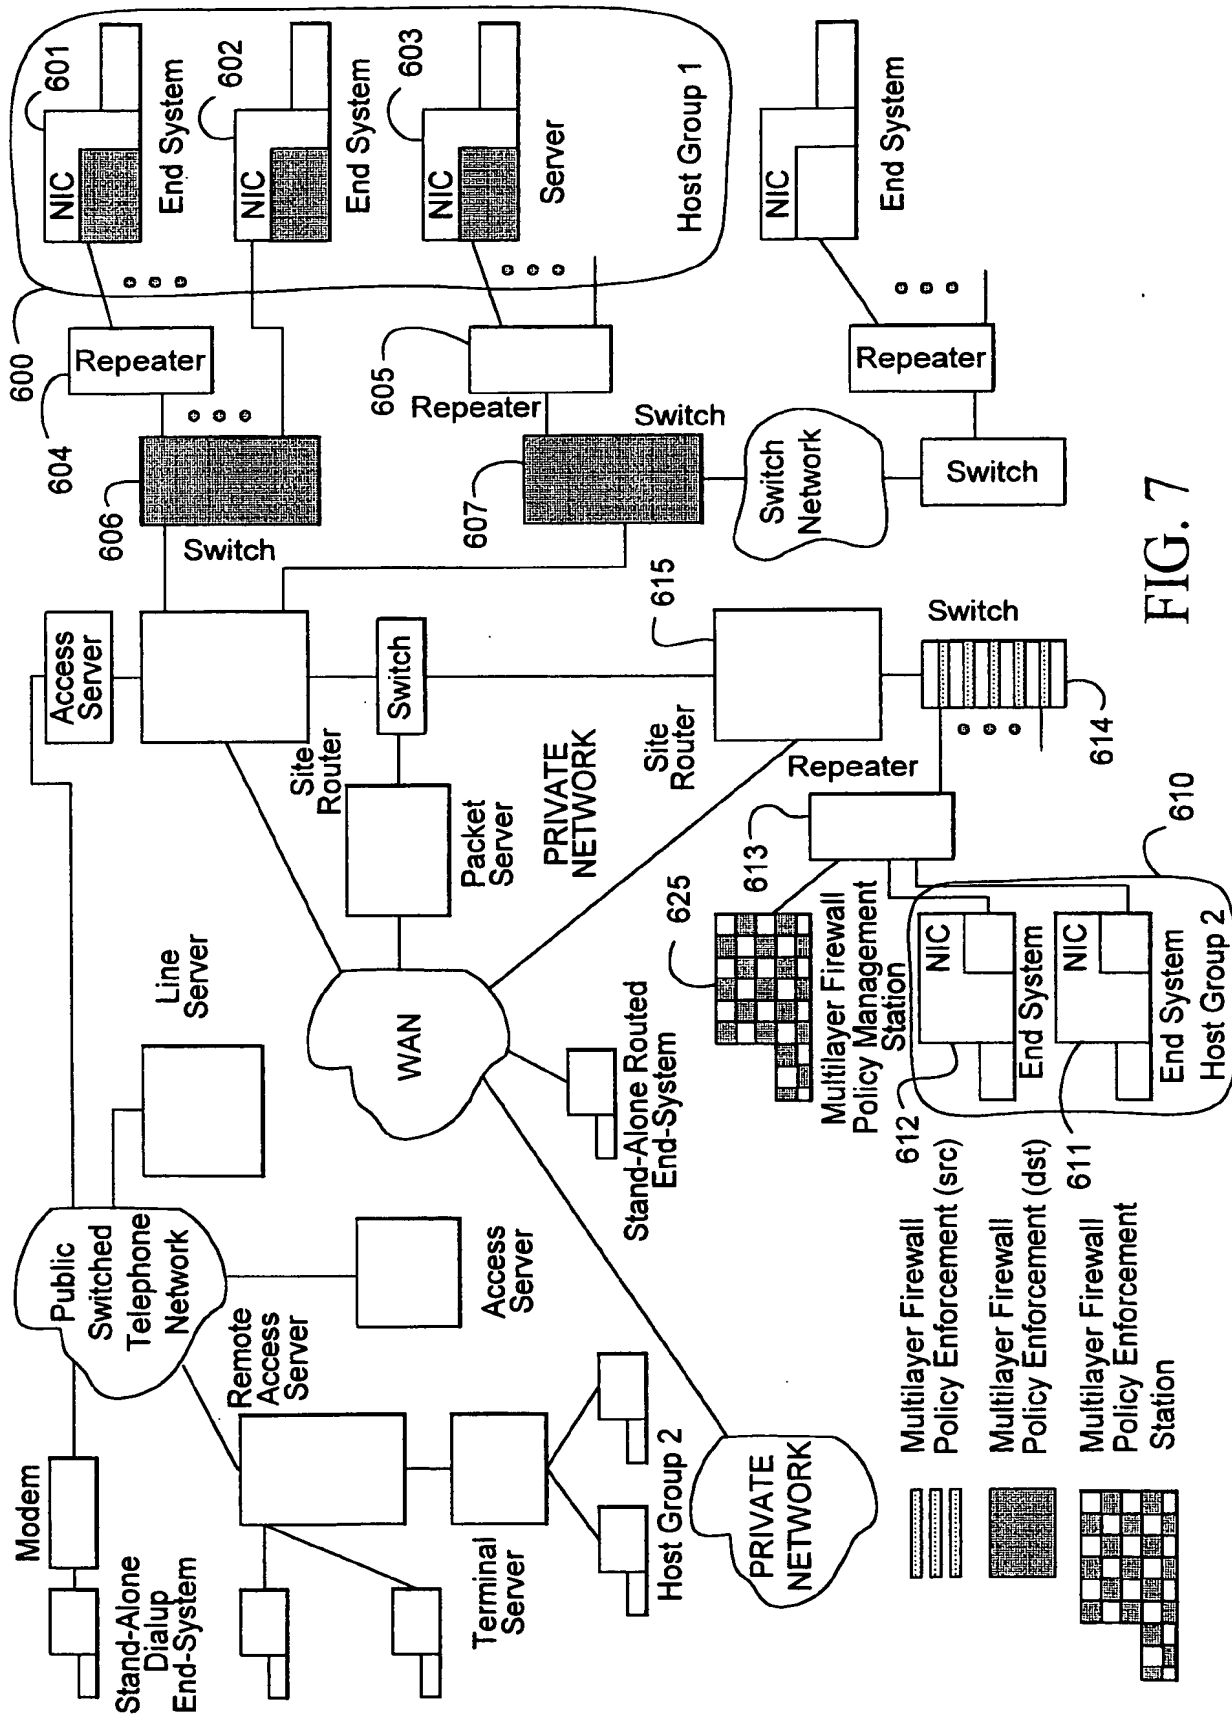 Modem
Stand-Alone
Dialup
End-System
Public
Switched
Telephone
Network
Remote
Access
Server
Terminal
Server
Host Group 2
PRIVATE
NETWORK
Access
Server
Line
Server
WAN
Stand-Alone Routed
End-System
Access
Server
Site
Router
Packet
Server
Switch
PRIVATE
NETWORK
Site
Router
615
606
Switch
604
Repeater
600
NIC
601
End System
NIC
602
End System
NIC
603
Server
Host Group 1
605
Repeater
607
Switch
Switch
Network
Switch
Repeater
NIC
End System
Switch
614
Repeater
613
625
Multilayer Firewall
Policy Management
Station
610
NIC
End System
612
NIC
End System
611
Host Group 2
Multilayer Firewall
Policy Enforcement (src)
Multilayer Firewall
Policy Enforcement (dst)
Multilayer Firewall
Policy Enforcement
Station
FIG. 7